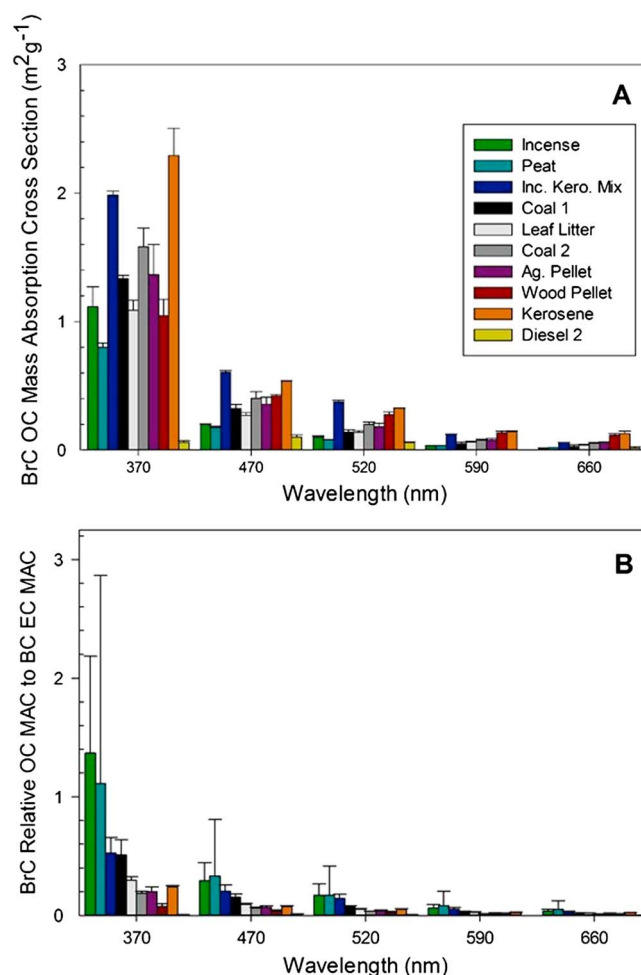 BrC OC Mass Absorption Cross Section (m²g⁻¹)
3
2
1
0
A
Incense
Peat
Inc. Kero. Mix
Coal 1
Leaf Litter
Coal 2
Ag. Pellet
Wood Pellet
Kerosene
Diesel 2
370 470 520 590 660
Wavelength (nm)
BrC Relative OC MAC to BC EC MAC
3
2
1
0
B
370 470 520 590 660
Wavelength (nm)